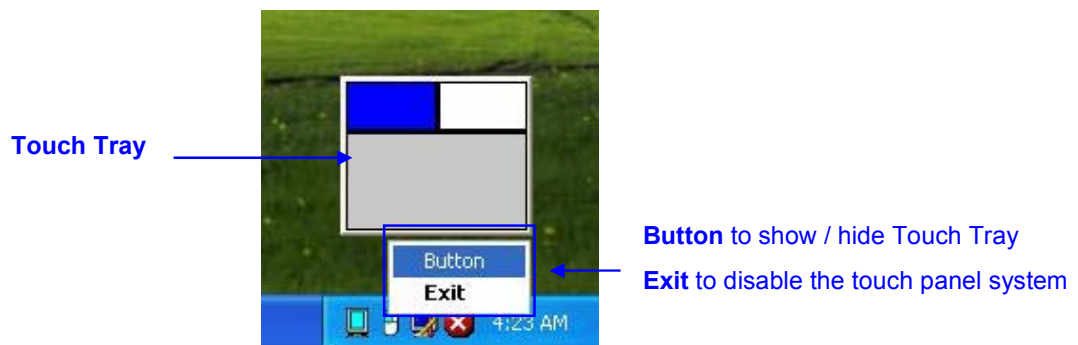 Touch Tray
Button to show / hide Touch Tray
Button
Exit to disable the touch panel system
Exit
4:23 AM